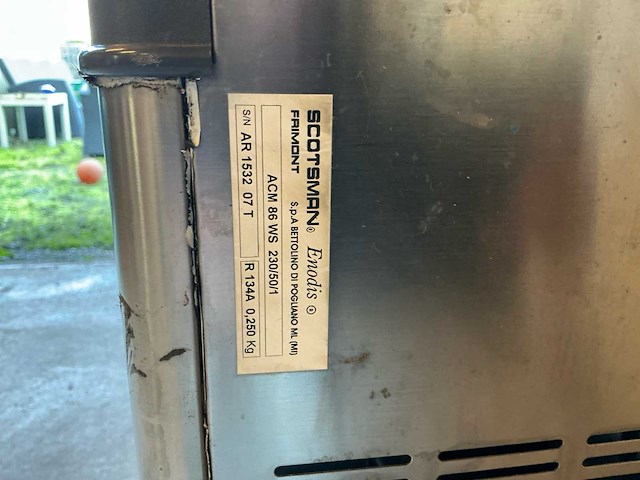 SCOTSMAN® Enodis ®
FRIMONT S.p.A BETTOLINO DI POGLIANO ML (MI)
ACM 86 WS 230/50/1
S/N AR 1532 07 T R 134A 0,250 Kg